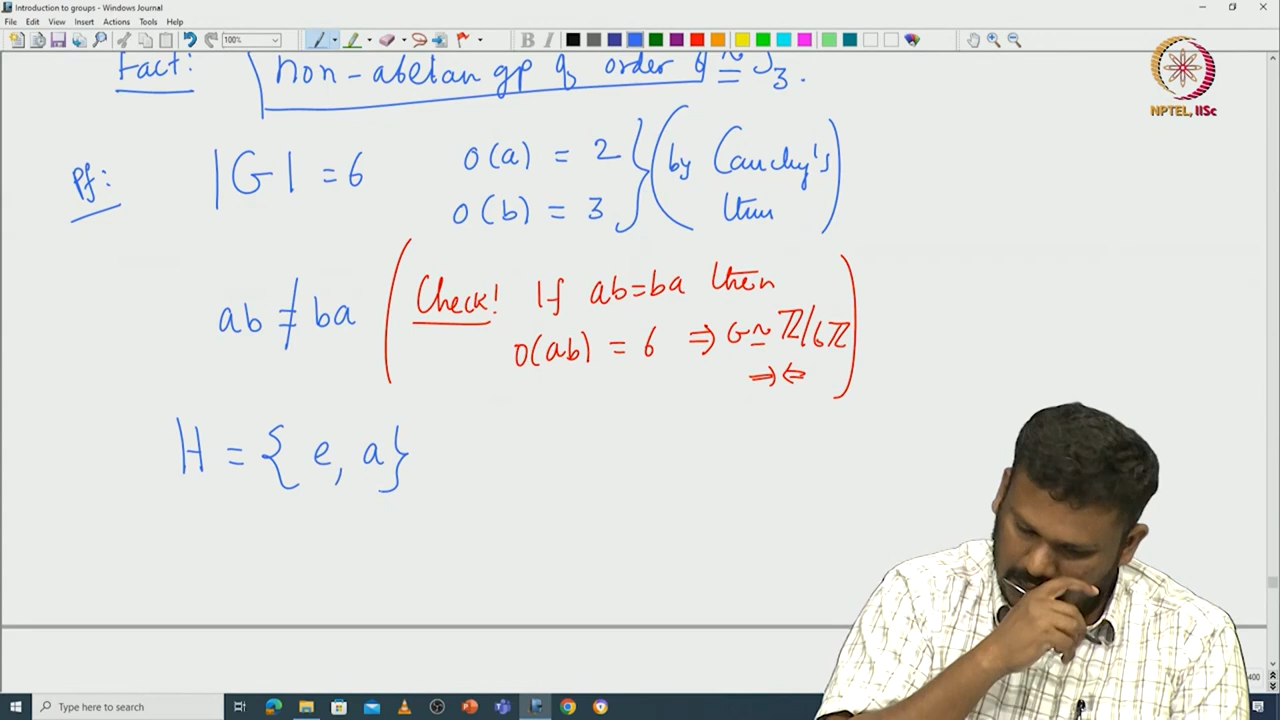 Introduction to groups - Windows Journal
File Edit View Insert Actions Tools Help
100%
B I
NPTEL, IISc
Fact: non-abelian gp of order 6 ≃ S3.
Pf: |G| = 6 o(a) = 2
o(b) = 3
(by Cauchy's
thm)
ab ≠ ba
(Check! If ab=ba then
o(ab) = 6 ⇒ G ≃ ℤ/6ℤ
⇒⇐)
H = { e, a }
400
Type here to search